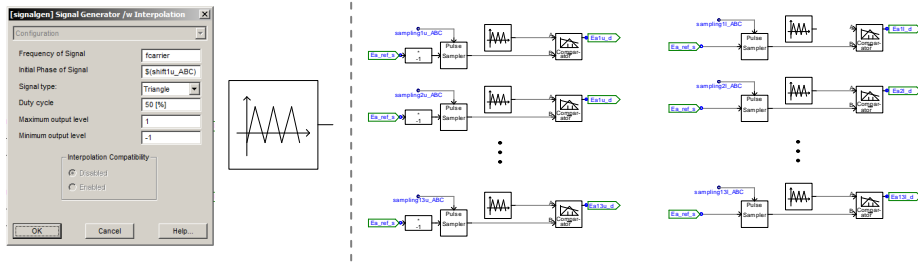 [signalgen] Signal Generator /w Interpolation
Configuration
Frequency of Signal
fcarrier
Initial Phase of Signal
$(shift1u_ABC)
Signal type:
Triangle
Duty cycle
50 [%]
Maximum output level
1
Minimum output level
-1
Interpolation Compatibility
Disabled
Enabled
OK
Cancel
Help...
sampling1u_ABC
Ea_ref_s
* -1
Pulse
Sampler
A
B
Compar-
ator
Ea1u_d
sampling2u_ABC
Ea_ref_s
* -1
Pulse
Sampler
A
B
Compar-
ator
Ea1u_d
sampling13u_ABC
Ea_ref_s
* -1
Pulse
Sampler
A
B
Compar-
ator
Ea13u_d
sampling1l_ABC
Ea_ref_s
Pulse
Sampler
A
B
Compar-
ator
Ea1l_d
sampling2l_ABC
Ea_ref_s
Pulse
Sampler
A
B
Compar-
ator
Ea2l_d
sampling13l_ABC
Ea_ref_s
Pulse
Sampler
A
B
Compar-
ator
Ea13l_d